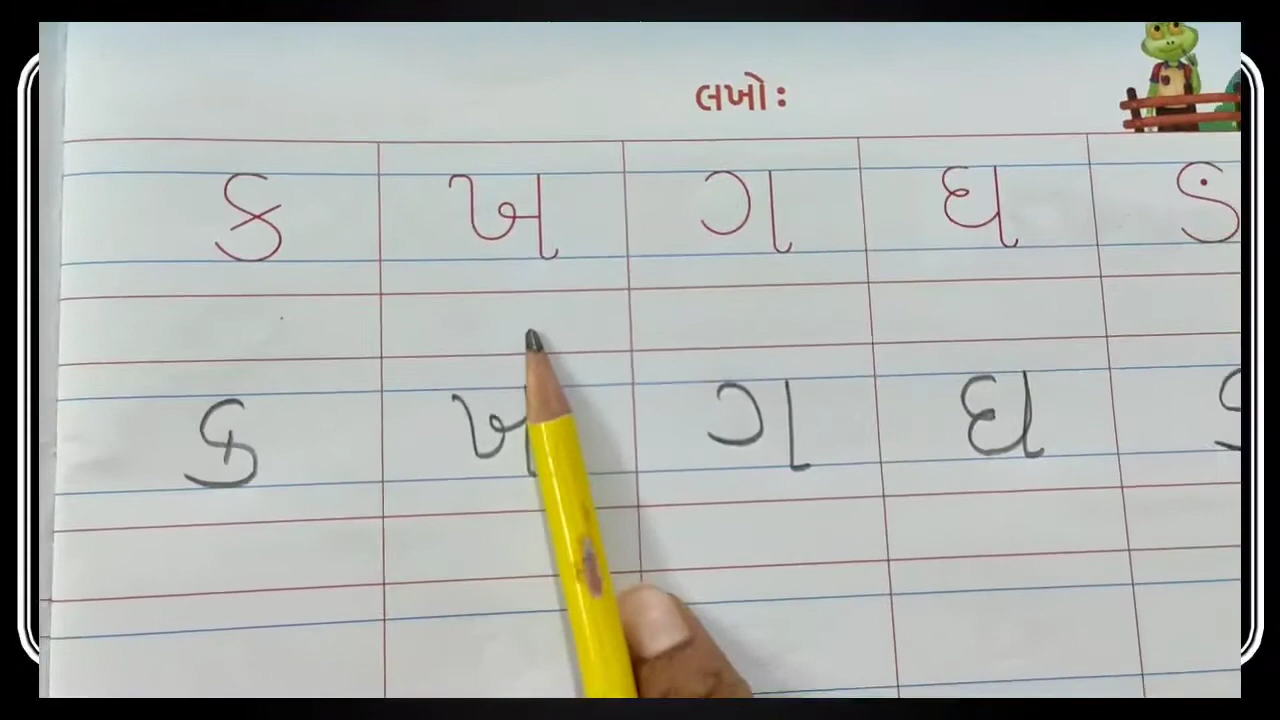 લખો:
ક ખ ગ ઘ ઙ
ક ખ ગ ઘ